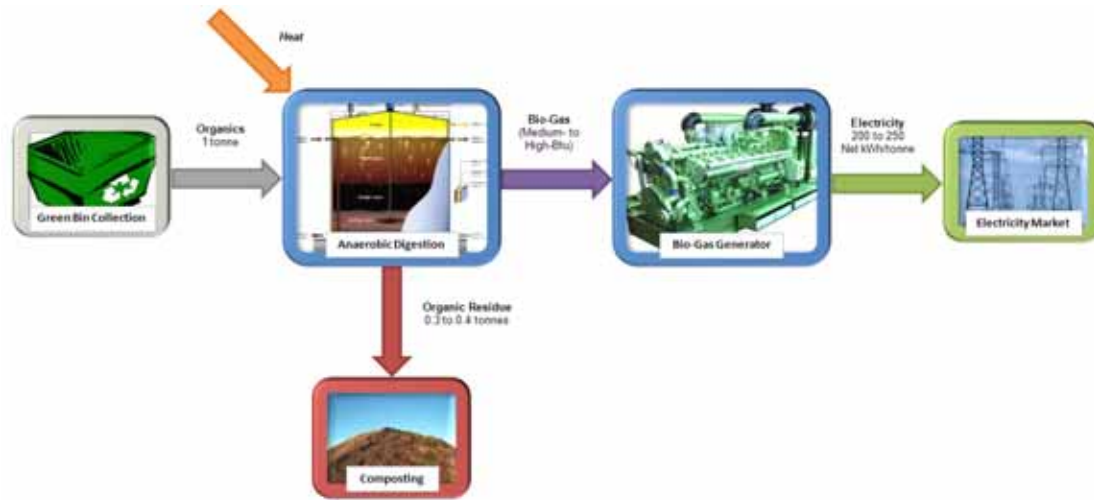 Heat
Organics
1 tonne
Bio-Gas
(Medium- to
High-Btu)
Electricity
200 to 250
Net kWh/tonne
Green Bin Collection
Anaerobic Digestion
Bio-Gas Generator
Electricity Market
Organic Residue
0.3 to 0.4 tonnes
Composting